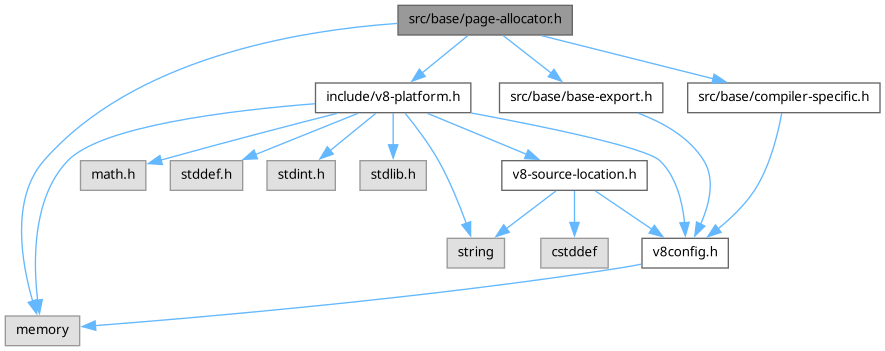 src/base/page-allocator.h
include/v8-platform.h
src/base/base-export.h
src/base/compiler-specific.h
math.h
stddef.h
stdint.h
stdlib.h
v8-source-location.h
string
cstddef
v8config.h
memory